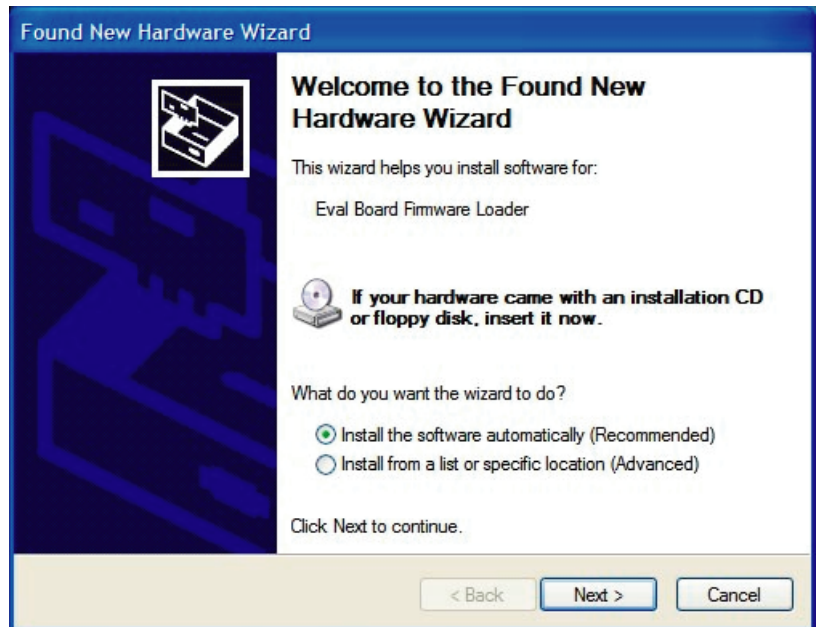 Found New Hardware Wizard
Welcome to the Found New
Hardware Wizard
This wizard helps you install software for:
Eval Board Firmware Loader
If your hardware came with an installation CD
or floppy disk, insert it now.
What do you want the wizard to do?
Install the software automatically (Recommended)
Install from a list or specific location (Advanced)
Click Next to continue.
< Back Next > Cancel